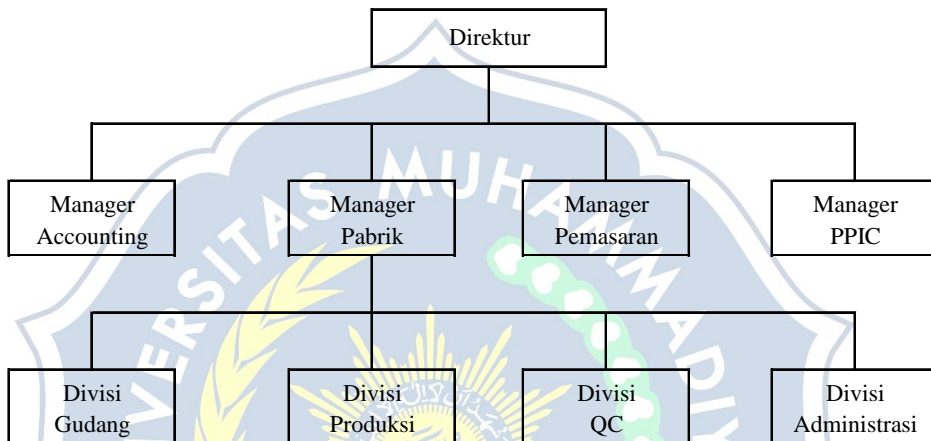 Direktur
Manager
Accounting
Manager
Pabrik
Manager
Pemasaran
Manager
PPIC
Divisi
Gudang
Divisi
Produksi
Divisi
QC
Divisi
Administrasi